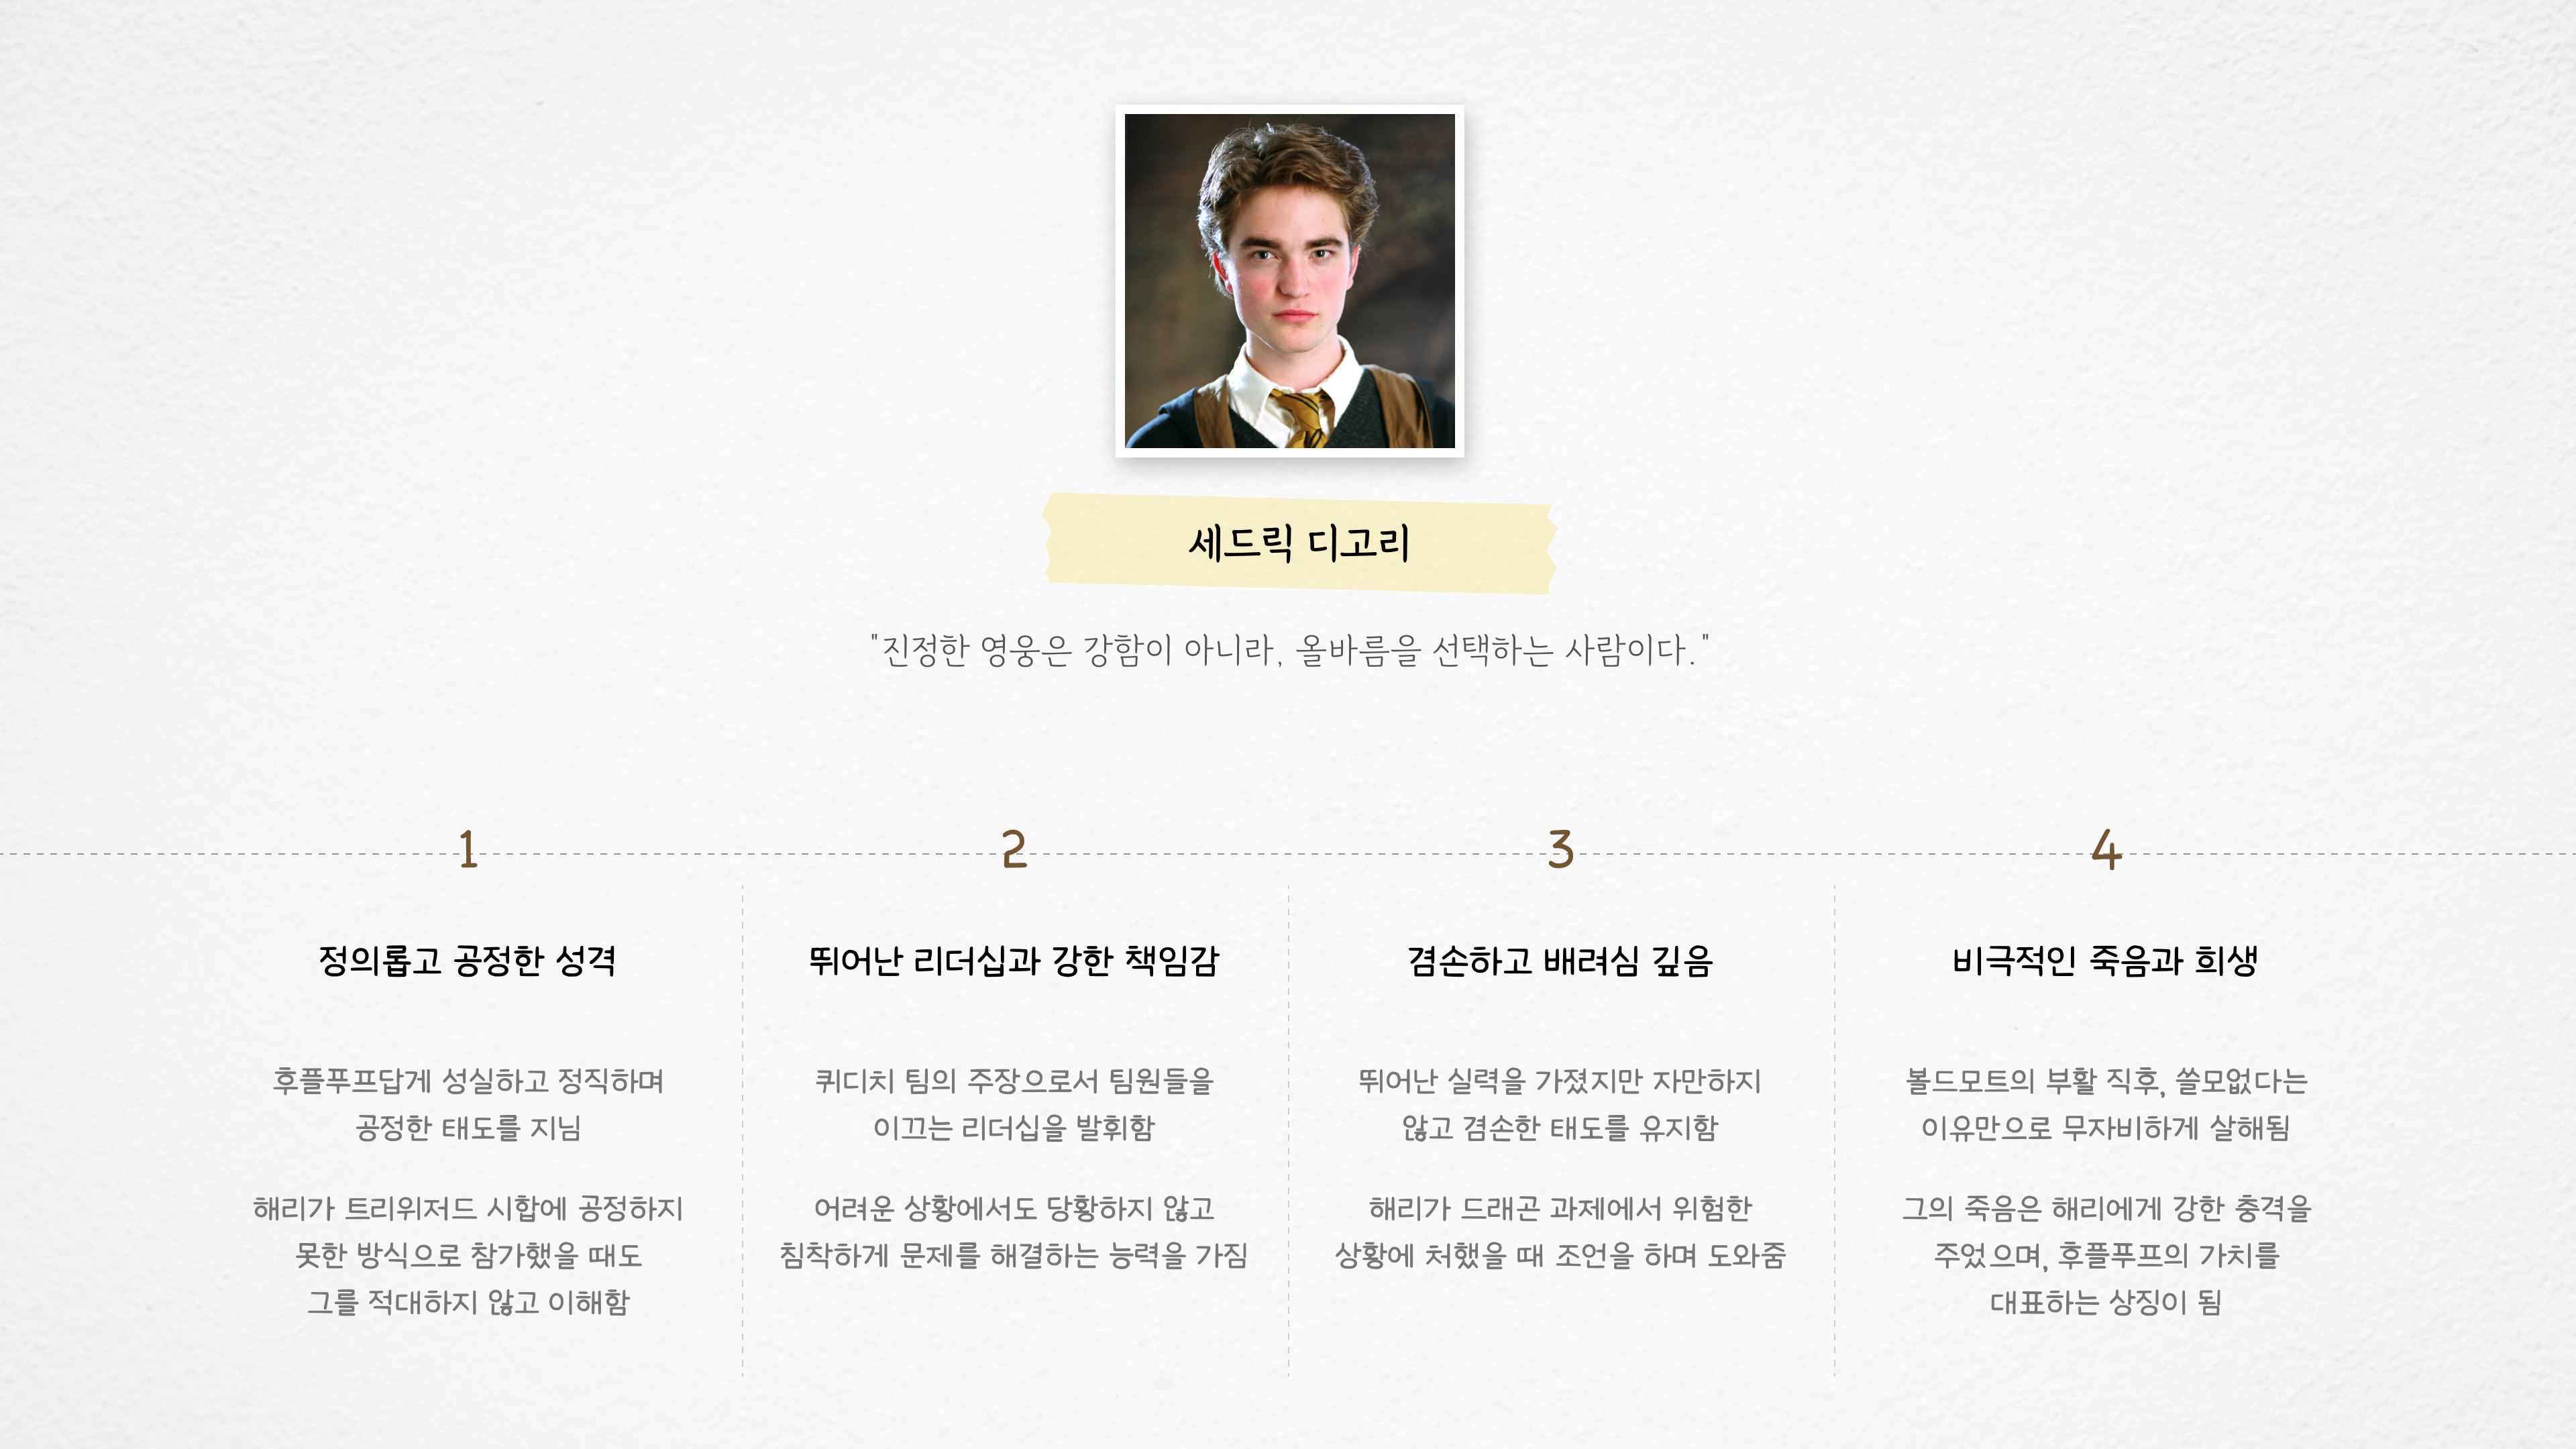 세드릭 디고리
"진정한 영웅은 강함이 아니라, 올바름을 선택하는 사람이다."
1
정의롭고 공정한 성격
후플푸프답게 성실하고 정직하며
공정한 태도를 지님
해리가 트리위저드 시합에 공정하지
못한 방식으로 참가했을 때도
그를 적대하지 않고 이해함
2
뛰어난 리더십과 강한 책임감
퀴디치 팀의 주장으로서 팀원들을
이끄는 리더십을 발휘함
어려운 상황에서도 당황하지 않고
침착하게 문제를 해결하는 능력을 가짐
3
겸손하고 배려심 깊음
뛰어난 실력을 가졌지만 자만하지
않고 겸손한 태도를 유지함
해리가 드래곤 과제에서 위험한
상황에 처했을 때 조언을 하며 도와줌
4
비극적인 죽음과 희생
볼드모트의 부활 직후, 쓸모없다는
이유만으로 무자비하게 살해됨
그의 죽음은 해리에게 강한 충격을
주었으며, 후플푸프의 가치를
대표하는 상징이 됨